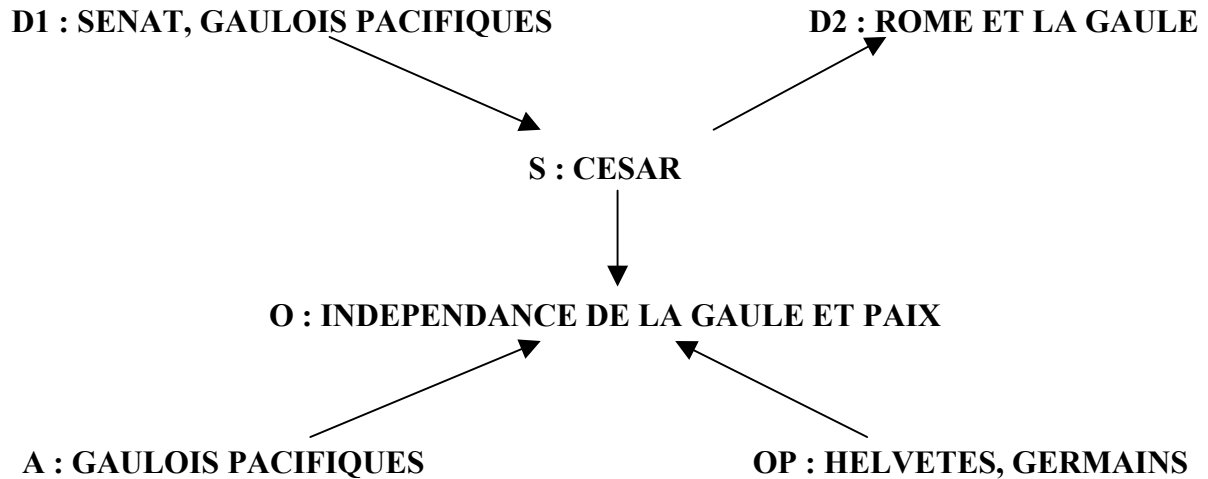 D1 : SENAT, GAULOIS PACIFIQUES
D2 : ROME ET LA GAULE
S : CESAR
O : INDEPENDANCE DE LA GAULE ET PAIX
A : GAULOIS PACIFIQUES
OP : HELVETES, GERMAINS